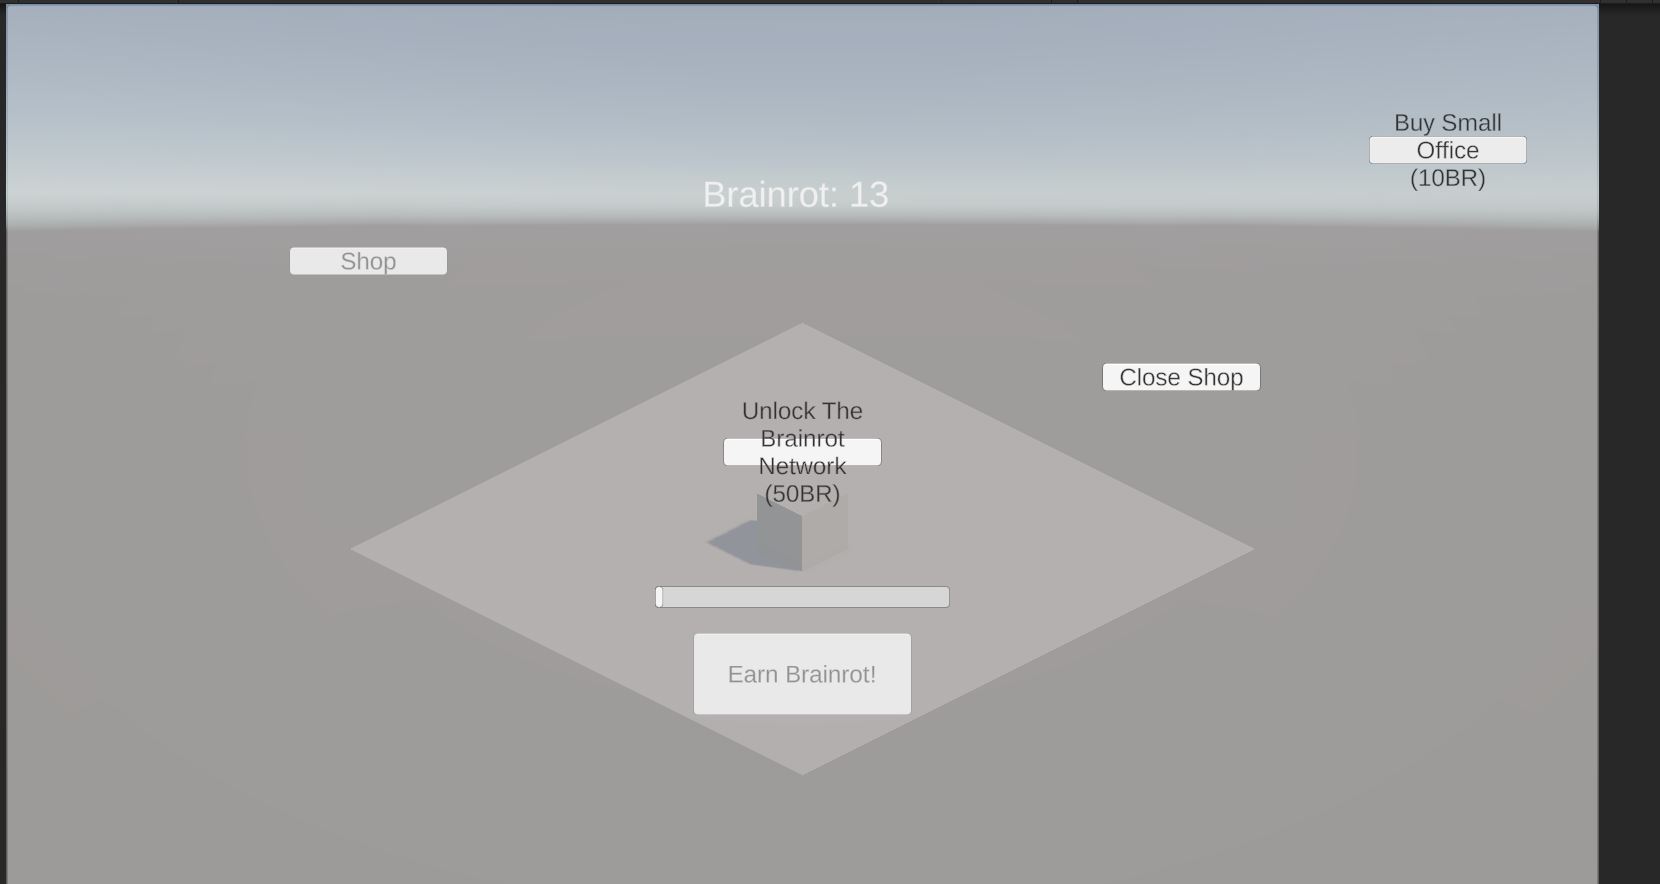 Buy Small
Office
(10BR)
Brainrot: 13
Shop
Close Shop
Unlock The
Brainrot
Network
(50BR)
Earn Brainrot!